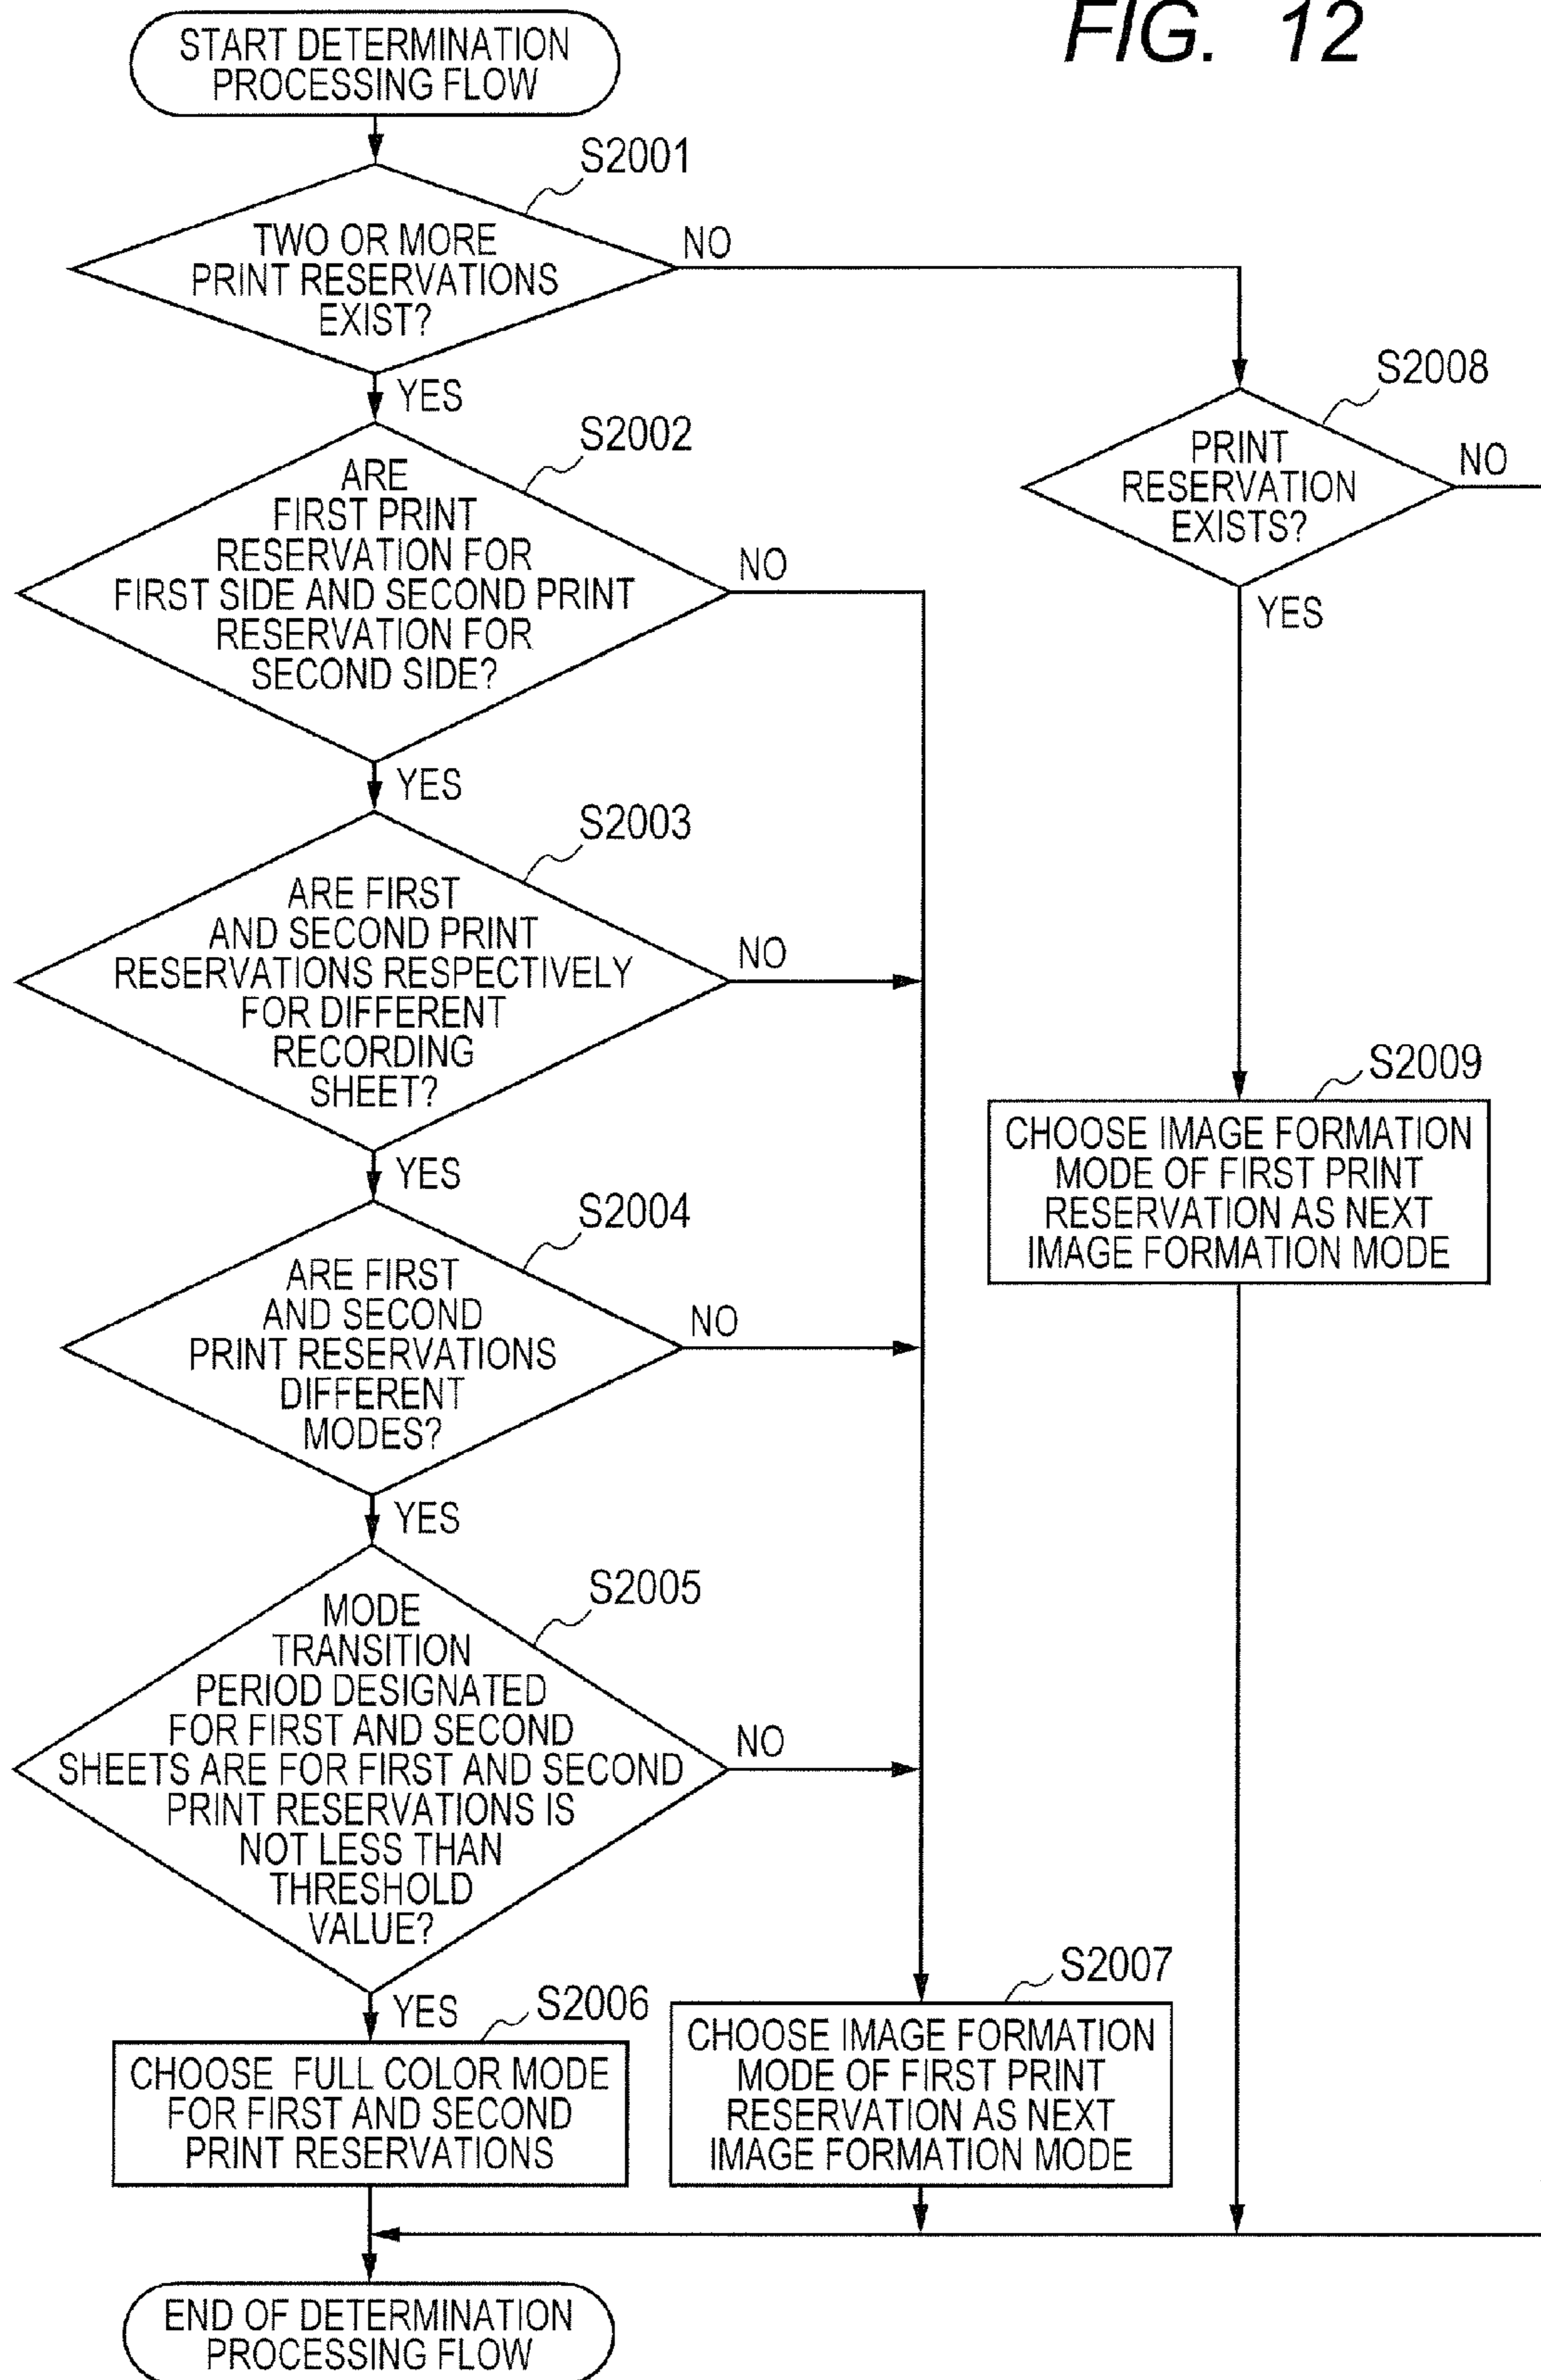 FIG. 12
START DETERMINATION
PROCESSING FLOW
S2001
TWO OR MORE
PRINT RESERVATIONS
EXIST?
NO
YES
S2002
ARE
FIRST PRINT
RESERVATION FOR
FIRST SIDE AND SECOND PRINT
RESERVATION FOR
SECOND SIDE?
NO
YES
S2003
ARE FIRST
AND SECOND PRINT
RESERVATIONS RESPECTIVELY
FOR DIFFERENT
RECORDING
SHEET?
NO
YES
S2004
ARE FIRST
AND SECOND
PRINT RESERVATIONS
DIFFERENT
MODES?
NO
YES
S2005
MODE
TRANSITION
PERIOD DESIGNATED
FOR FIRST AND SECOND
SHEETS ARE FOR FIRST AND SECOND
PRINT RESERVATIONS IS
NOT LESS THAN
THRESHOLD
VALUE?
NO
YES
S2006
CHOOSE FULL COLOR MODE
FOR FIRST AND SECOND
PRINT RESERVATIONS
S2007
CHOOSE IMAGE FORMATION
MODE OF FIRST PRINT
RESERVATION AS NEXT
IMAGE FORMATION MODE
S2008
PRINT
RESERVATION
EXISTS?
NO
YES
S2009
CHOOSE IMAGE FORMATION
MODE OF FIRST PRINT
RESERVATION AS NEXT
IMAGE FORMATION MODE
END OF DETERMINATION
PROCESSING FLOW